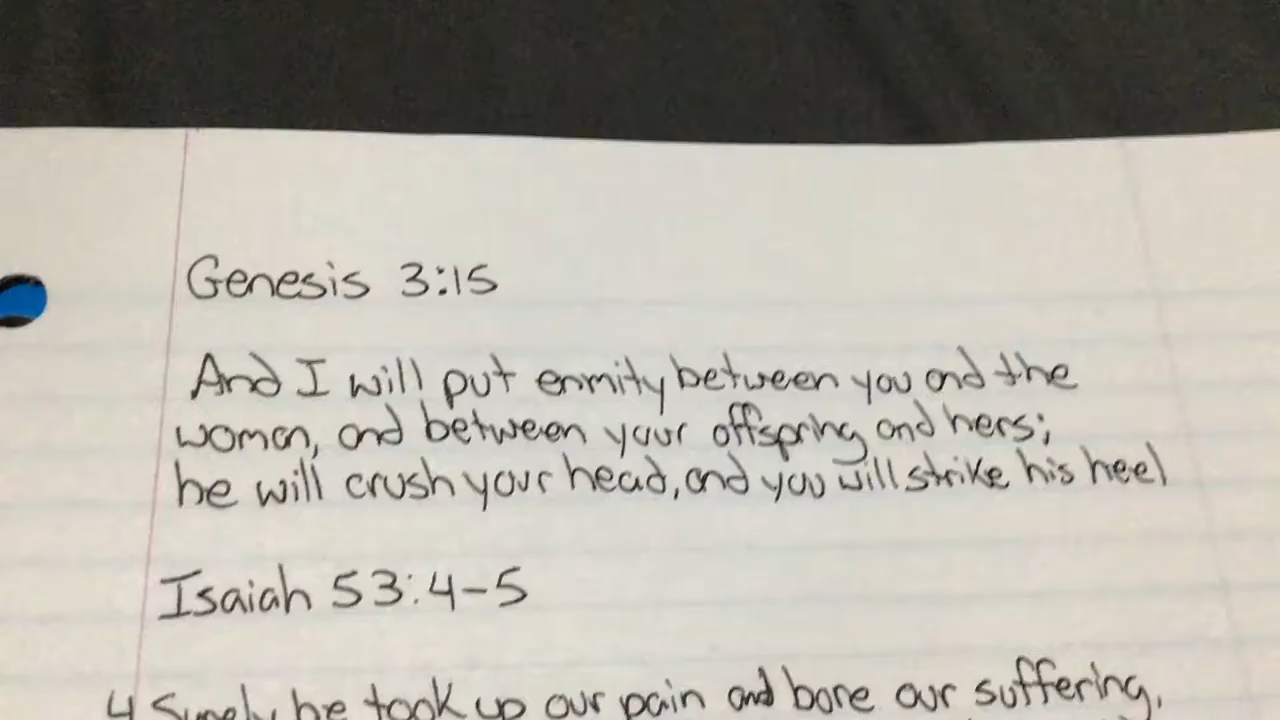 Genesis 3:15
And I will put enmity between you and the
woman, and between your offspring and hers;
he will crush your head, and you will strike his heel
Isaiah 53:4-5
4 Surely he took up our pain and bore our suffering,